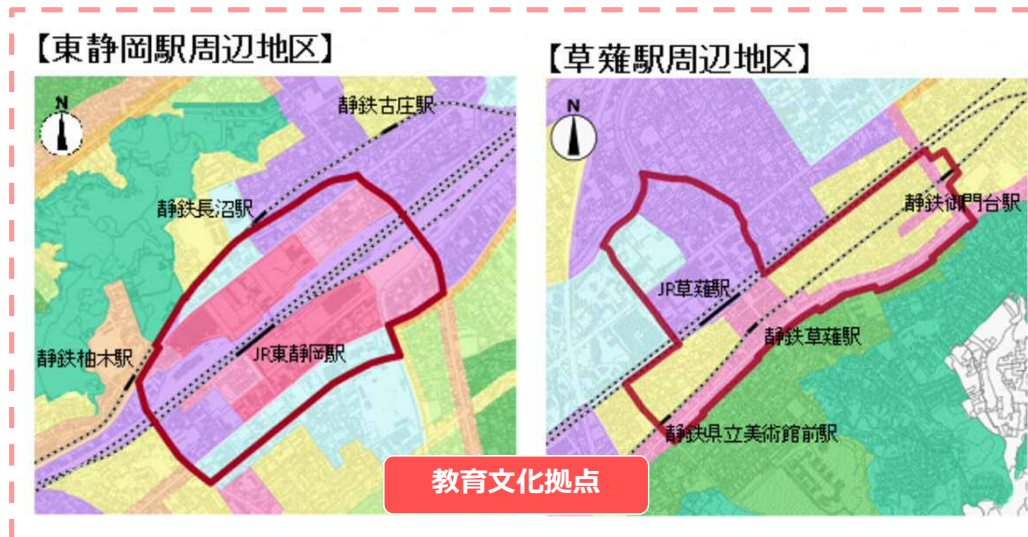 【東静岡駅周辺地区】
N
静鉄古庄駅
静鉄長沼駅
静鉄柚木駅
JR東静岡駅
【草薙駅周辺地区】
N
静鉄御門台駅
JR草薙駅
静鉄草薙駅
静鉄県立美術館前駅
教育文化拠点